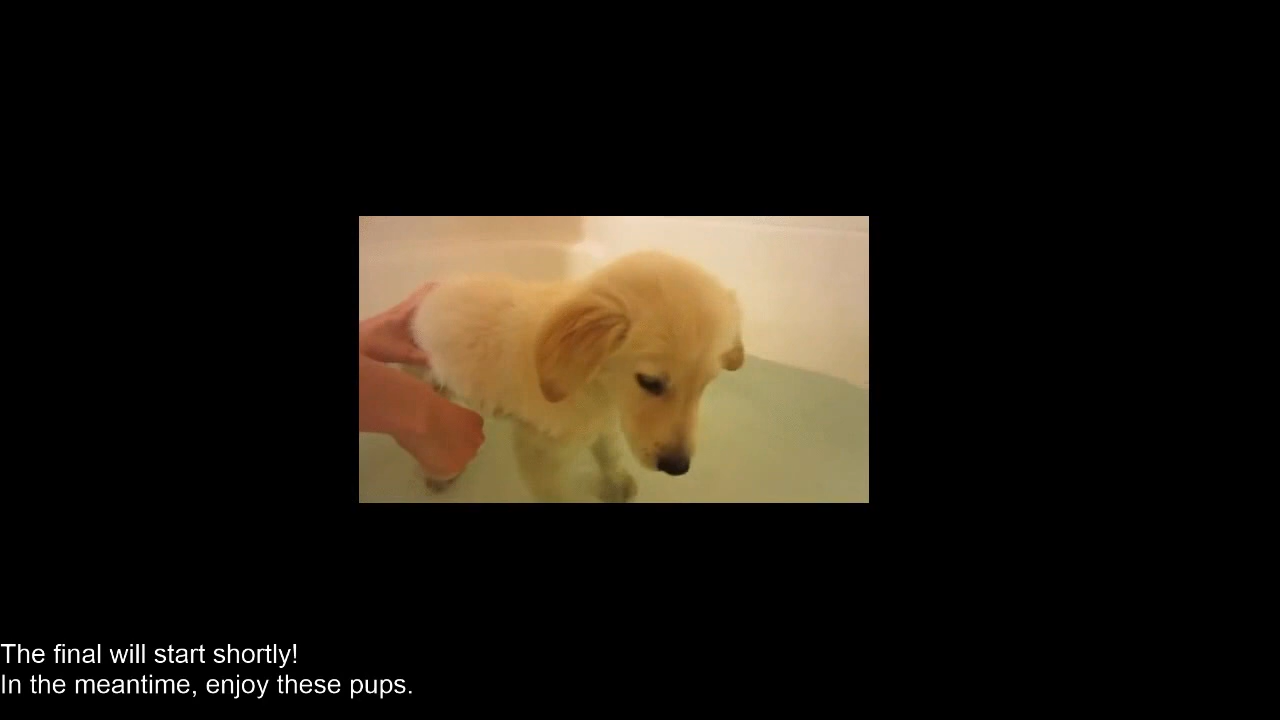 The final will start shortly!
In the meantime, enjoy these pups.